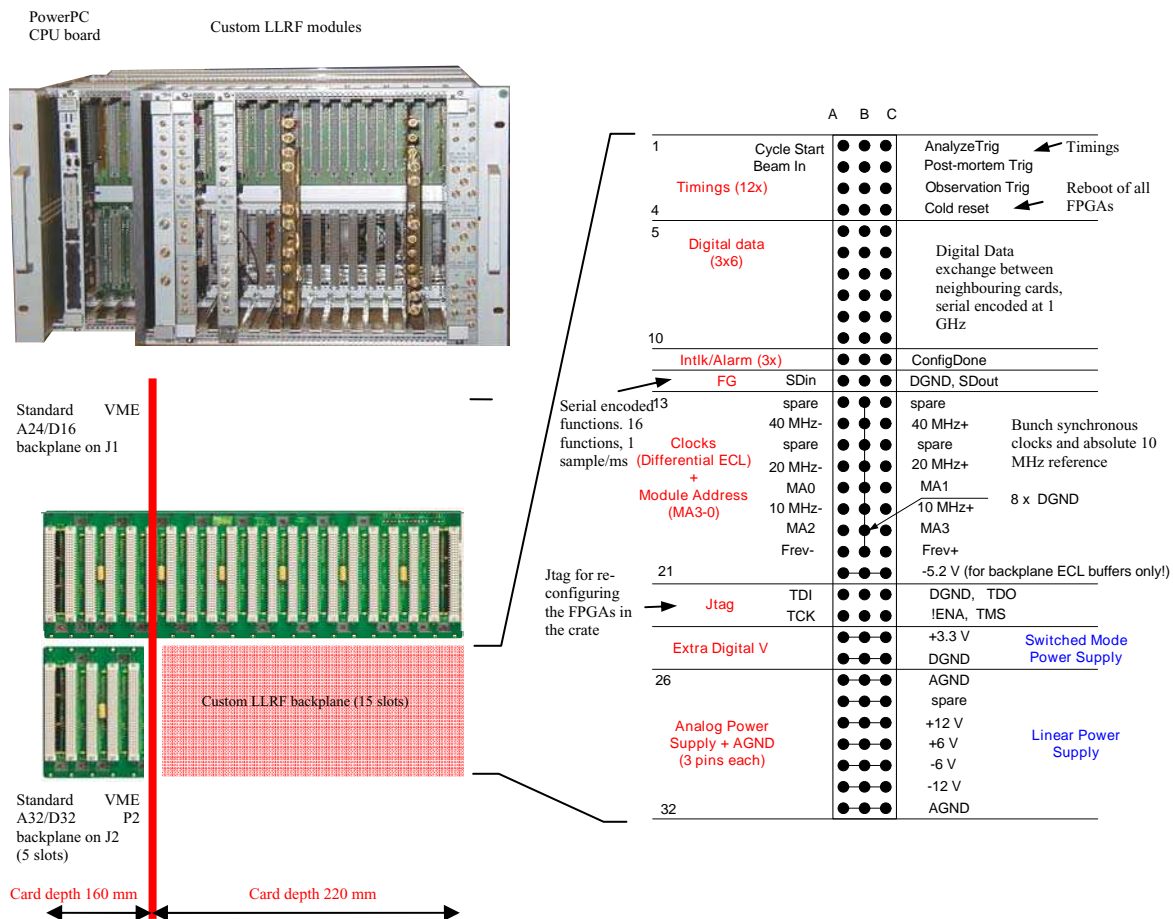 PowerPC
CPU board
Custom LLRF modules
Standard VME
A24/D16
backplane on J1
Custom LLRF backplane (15 slots)
Standard VME
A32/D32 P2
backplane on J2
(5 slots)
Card depth 160 mm
Card depth 220 mm
A B C
1
Cycle Start
AnalyzeTrig
Timings
Beam In
Post-mortem Trig
Timings (12x)
Observation Trig
Reboot of all
FPGAs
4
Cold reset
5
Digital data
(3x6)
Digital Data
exchange between
neighbouring cards,
serial encoded at 1
GHz
10
Intlk/Alarm (3x)
ConfigDone
FG
SDin
DGND, SDout
Serial encoded
functions. 16
functions, 1
sample/ms
13
spare
spare
40 MHz-
40 MHz+
Bunch synchronous
clocks and absolute 10
MHz reference
Clocks
(Differential ECL)
+
Module Address
(MA3-0)
spare
spare
20 MHz-
20 MHz+
MA0
MA1
8 x DGND
10 MHz-
10 MHz+
MA2
MA3
Frev-
Frev+
21
-5.2 V (for backplane ECL buffers only!)
Jtag for re-
configuring
the FPGAs in
the crate
Jtag
TDI
DGND, TDO
TCK
!ENA, TMS
Extra Digital V
+3.3 V
DGND
Switched Mode
Power Supply
26
AGND
spare
Analog Power
Supply + AGND
(3 pins each)
+12 V
+6 V
-6 V
-12 V
Linear Power
Supply
32
AGND